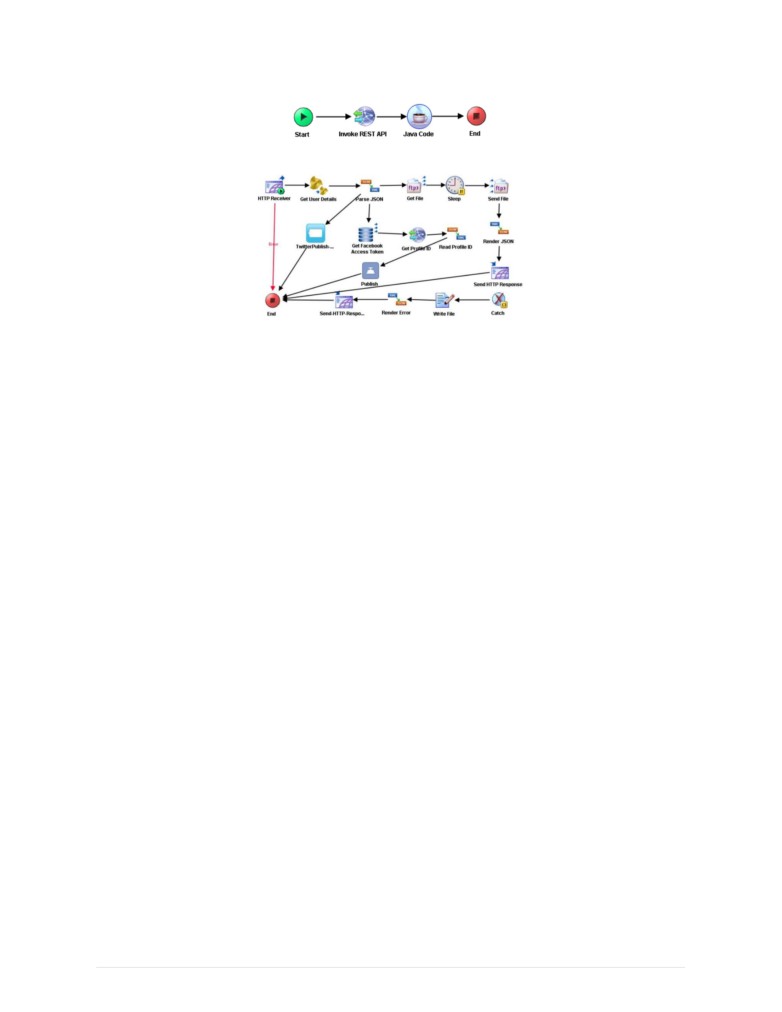 Start
Invoke REST API
Java Code
End
HTTP Receiver
Get User Details
Parse JSON
Get File
Sleep
Send File
TwitterPublish ...
Get Facebook
Access Token
Get Profile ID
Read Profile ID
Render JSON
Publish
Send HTTP Response
End
Send HTTP-Respo...
Render Error
Write File
Catch